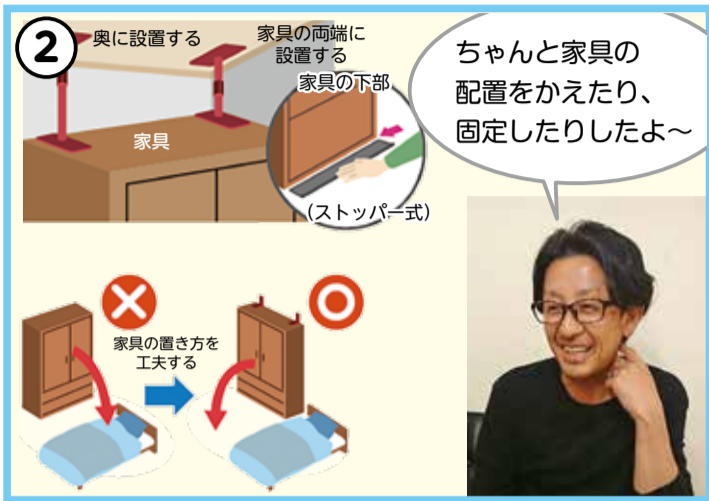 2
奥に設置する
家具の両端に
設置する
家具の下部
家具
(ストッパー式)
ちゃんと家具の
配置をかえたり、
固定したりしたよ〜
家具の置き方を
工夫する